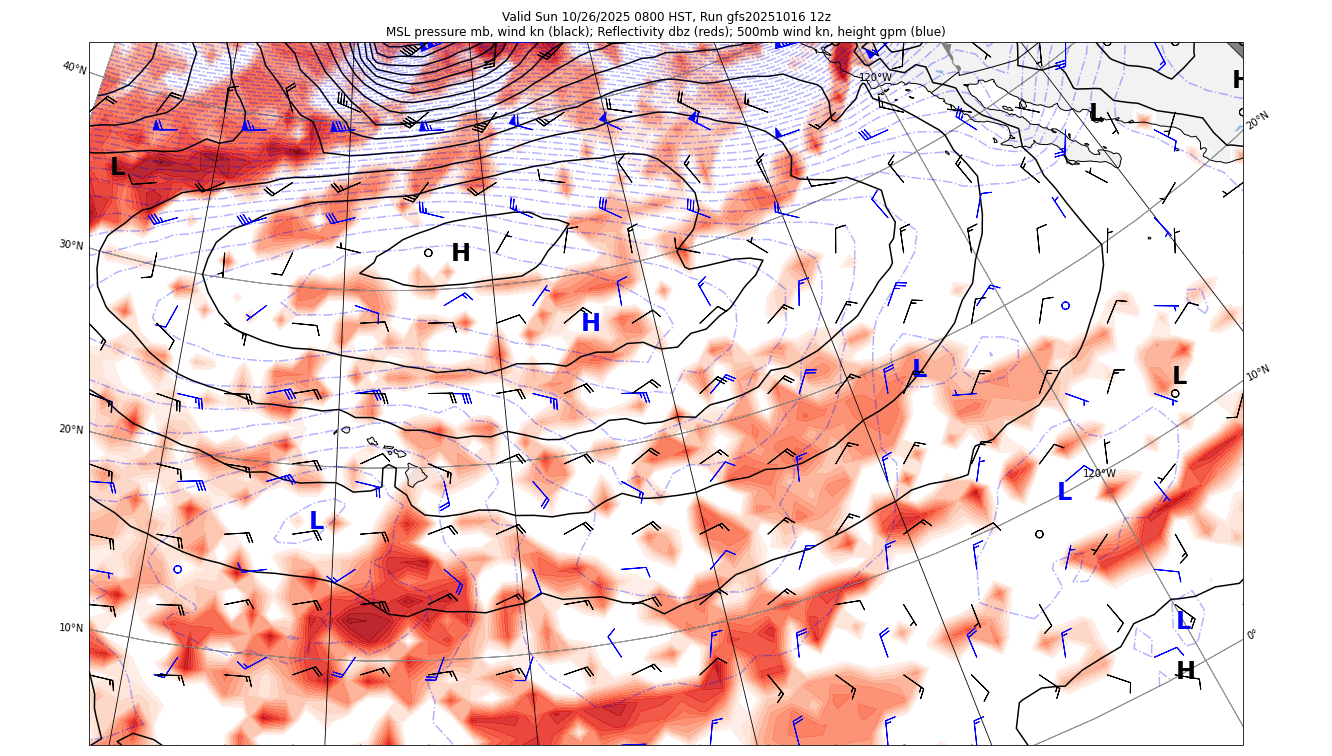 Valid Sun 10/26/2025 0800 HST, Run gfs20251016 12z
MSL pressure mb, wind kn (black); Reflectivity dbz (reds); 500mb wind kn, height gpm (blue)
40°N
120°W
H
L
20°N
L
30°N
H
H
L
L
10°N
20°N
120°W
L
L
10°N
L
0°
H